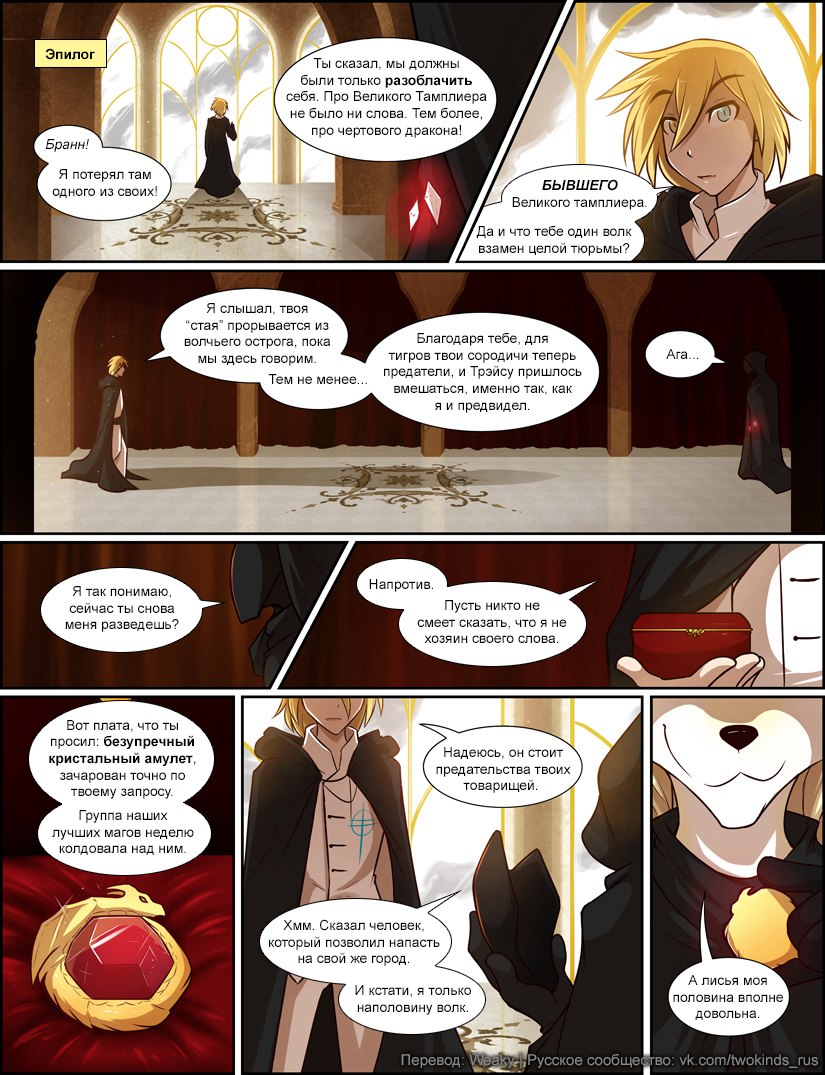 Эпилог
Бранн!
Я потерял там
одного из своих!
Ты сказал, мы должны
были только разоблачить
себя. Про Великого Тамплиера
не было ни слова. Тем более,
про чертового дракона!
БЫВШЕГО
Великого тамплиера.
Да и что тебе один волк
взамен целой тюрьмы?
Я слышал, твоя
“стая” прорывается из
волчьего острога, пока
мы здесь говорим.
Тем не менее...
Благодаря тебе, для
тигров твои сородичи теперь
предатели, и Трэйсу пришлось
вмешаться, именно так, как
я и предвидел.
Ага...
Я так понимаю,
сейчас ты снова
меня разведешь?
Напротив.
Пусть никто не
смеет сказать, что я не
хозяин своего слова.
Вот плата, что ты
просил: безупречный
кристальный амулет,
зачарован точно по
твоему запросу.
Группа наших
лучших магов неделю
колдовала над ним.
Надеюсь, он стоит
предательства твоих
товарищей.
Хмм. Сказал человек,
который позволил напасть
на свой же город.
И кстати, я только
наполовину волк.
А лисья моя
половина вполне
довольна.
Перевод: Weaky | Русское сообщество: vk.com/twokinds_rus